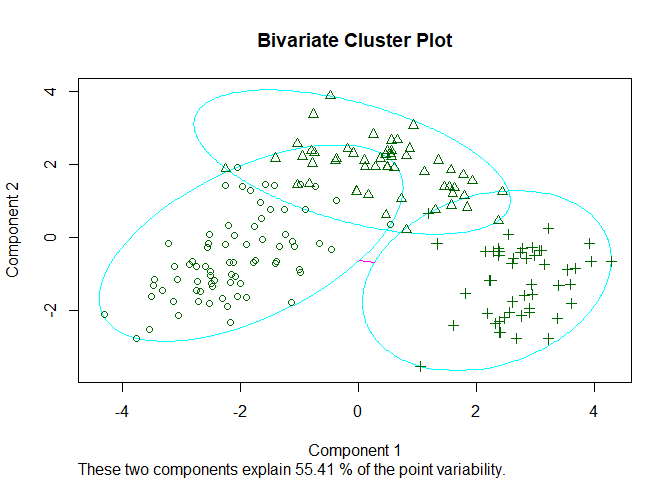 Bivariate Cluster Plot
Component 2
4
2
0
-2
-4
-2
0
2
4
Component 1
These two components explain 55.41 % of the point variability.